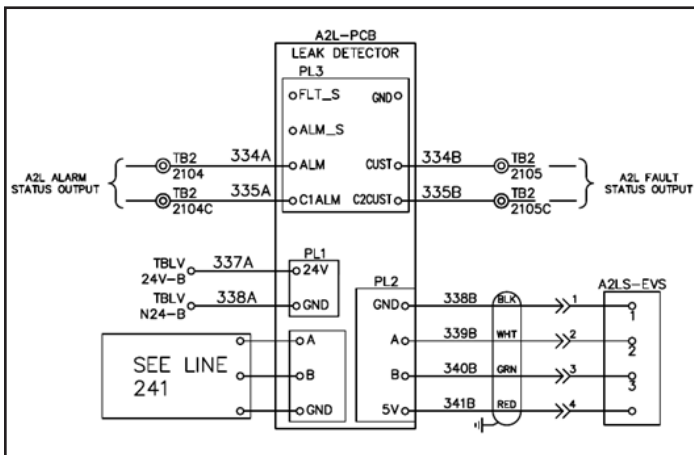 A2L-PCB
LEAK DETECTOR
PL3
FLT_S
GND
ALM_S
A2L ALARM
STATUS OUTPUT
TB2
2104
334A
ALM
CUST
334B
TB2
2105
A2L FAULT
STATUS OUTPUT
TB2
2104C
335A
C1ALM
C2CUST
335B
TB2
2105C
PL1
TBLV
24V-B
337A
24V
TBLV
N24-B
338A
GND
PL2
A2LS-EVS
GND
338B
BLK
1
1
SEE LINE
241
A
A
339B
WHT
2
2
B
B
340B
GRN
3
3
GND
5V
341B
RED
4